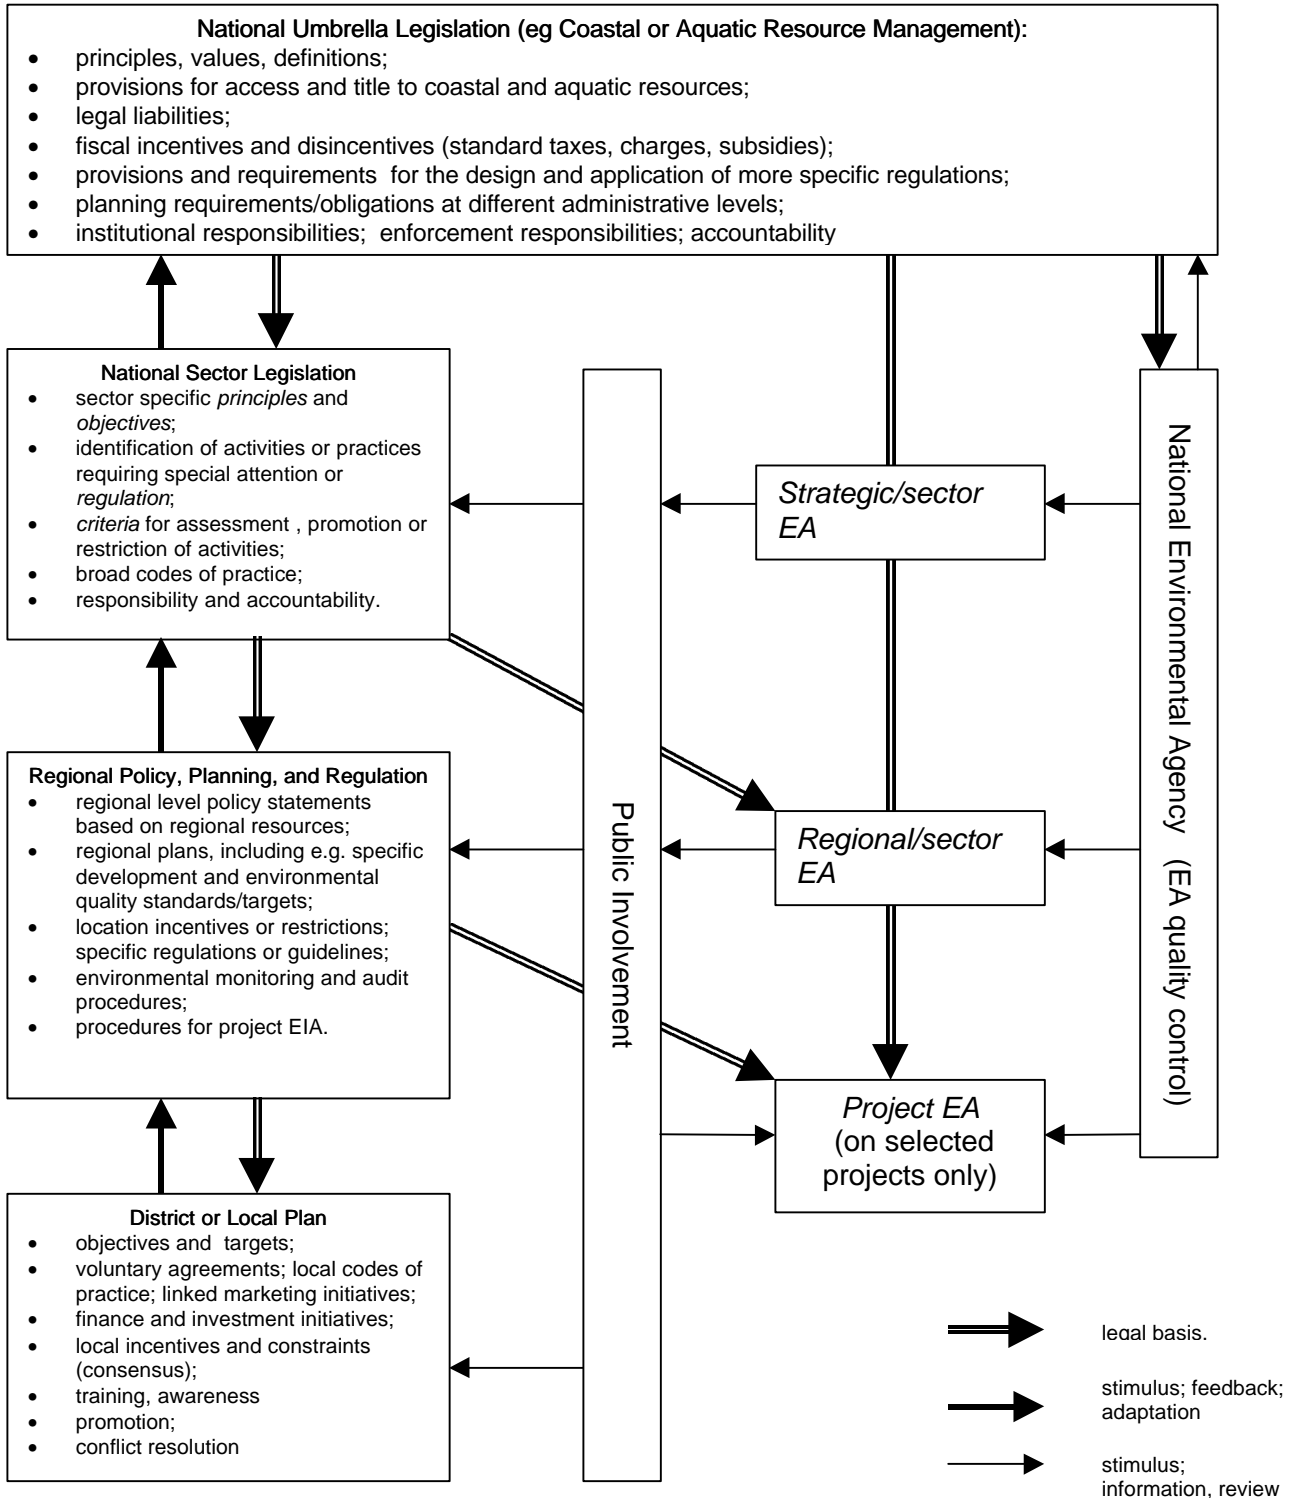 National Umbrella Legislation (eg Coastal or Aquatic Resource Management):
• principles, values, definitions;
• provisions for access and title to coastal and aquatic resources;
• legal liabilities;
• fiscal incentives and disincentives (standard taxes, charges, subsidies);
• provisions and requirements for the design and application of more specific regulations;
• planning requirements/obligations at different administrative levels;
• institutional responsibilities; enforcement responsibilities; accountability
National Sector Legislation
• sector specific principles and
objectives;
• identification of activities or practices
requiring special attention or
regulation;
• criteria for assessment , promotion or
restriction of activities;
• broad codes of practice;
• responsibility and accountability.
Regional Policy, Planning, and Regulation
• regional level policy statements
based on regional resources;
• regional plans, including e.g. specific
development and environmental
quality standards/targets;
• location incentives or restrictions;
specific regulations or guidelines;
• environmental monitoring and audit
procedures;
• procedures for project EIA.
District or Local Plan
• objectives and targets;
• voluntary agreements; local codes of
practice; linked marketing initiatives;
• finance and investment initiatives;
• local incentives and constraints
(consensus);
• training, awareness
• promotion;
• conflict resolution
Public Involvement
Strategic/sector
EA
Regional/sector
EA
Project EA
(on selected
projects only)
National Environmental Agency (EA quality control)
legal basis.
stimulus; feedback;
adaptation
stimulus;
information, review